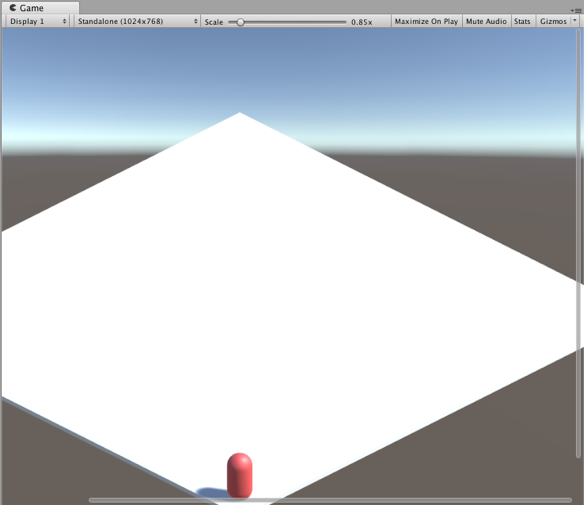 Game
Display 1 Standalone (1024x768) Scale 0.85x Maximize On Play Mute Audio Stats Gizmos